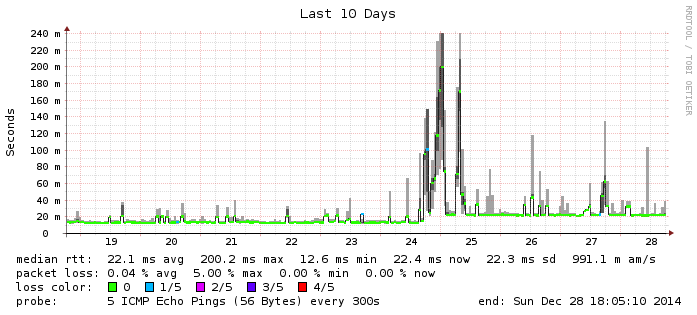 Last 10 Days
RRDTOOL / TOBI OETIKER
Seconds
240 m
220 m
200 m
180 m
160 m
140 m
120 m
100 m
80 m
60 m
40 m
20 m
0
19 20 21 22 23 24 25 26 27 28
median rtt: 22.1 ms avg 200.2 ms max 12.6 ms min 22.4 ms now 22.3 ms sd 991.1 m am/s
packet loss: 0.04 % avg 5.00 % max 0.00 % min 0.00 % now
loss color: 0 1/5 2/5 3/5 4/5
probe: 5 ICMP Echo Pings (56 Bytes) every 300s end: Sun Dec 28 18:05:10 2014